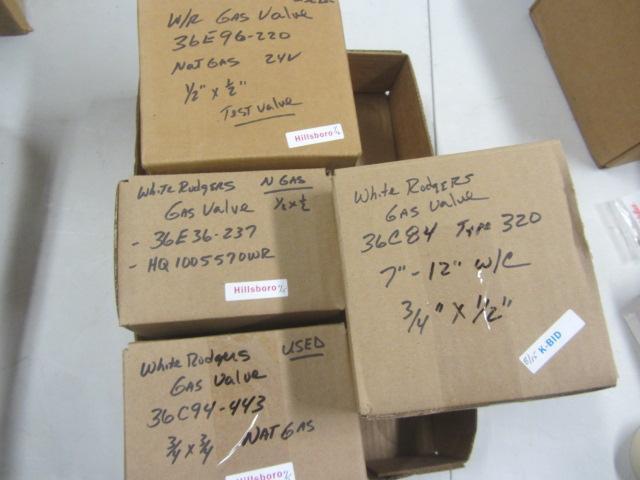 W/R GAS Valve
36E96-220
NAT GAS 24V
1/2" x 1/2"
Test Valve
Hillsboro
White Rodgers N GAS
GAS Valve 1/2 x 1/2
- 36E36-237
- HQ1005570WR
Hillsboro
White Rodgers
GAS Valve
36C84 Type 320
7" - 12" W/C
3/4" X 1/2"
8/15 K-BID
White Rodgers USED
GAS Valve
36C94-443
3/4 x 3/4 NAT GAS
Hillsboro